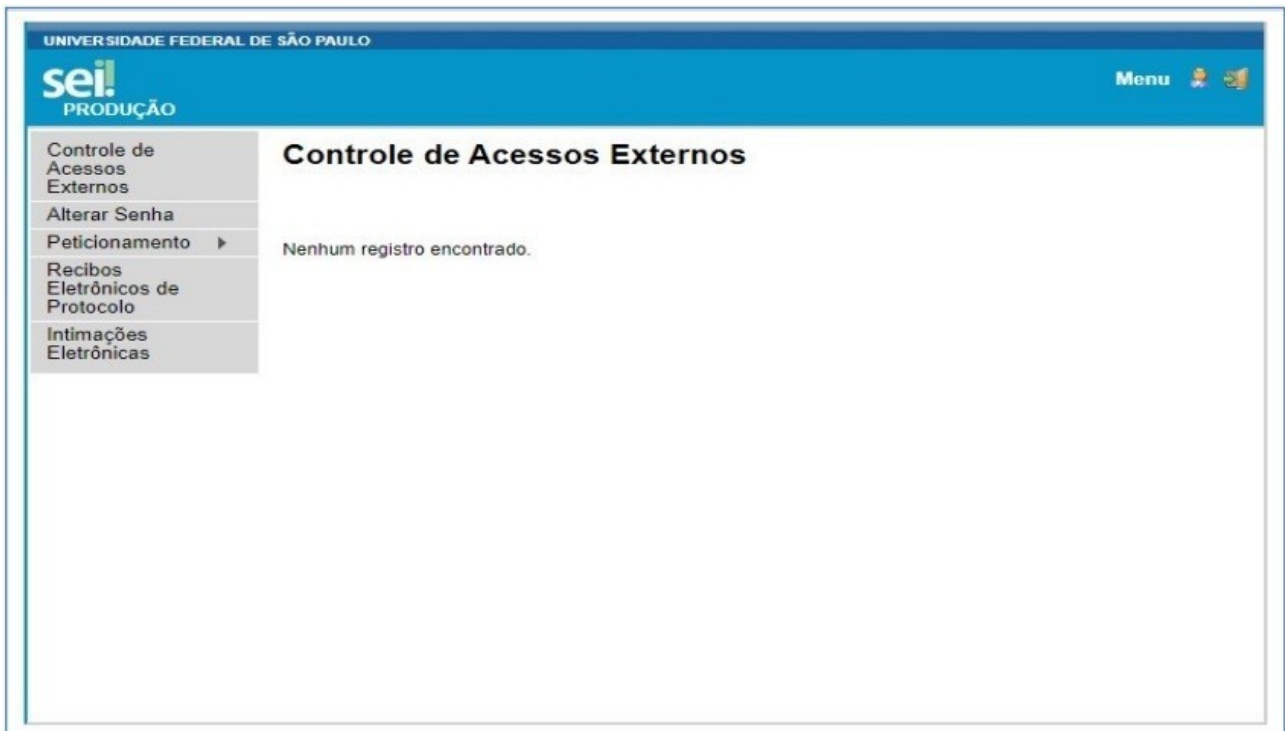 UNIVERSIDADE FEDERAL DE SÃO PAULO
sei!
PRODUÇÃO
Menu
Controle de
Acessos
Externos
Alterar Senha
Peticionamento
Recibos
Eletrônicos de
Protocolo
Intimações
Eletrônicas
Controle de Acessos Externos
Nenhum registro encontrado.